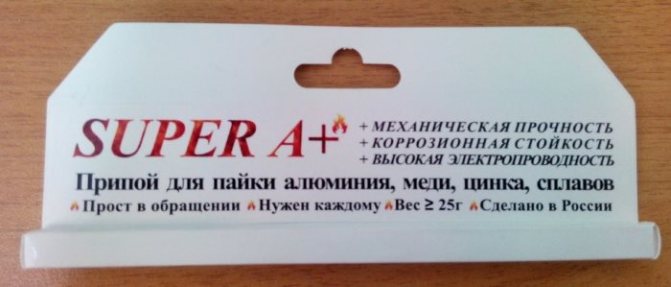 SUPER A+
+ МЕХАНИЧЕСКАЯ ПРОЧНОСТЬ
+ КОРРОЗИОННАЯ СТОЙКОСТЬ
+ ВЫСОКАЯ ЭЛЕКТРОПРОВОДНОСТЬ
Припой для пайки алюминия, меди, цинка, сплавов
Прост в обращении Нужен каждому Вес ≥ 25г Сделано в России